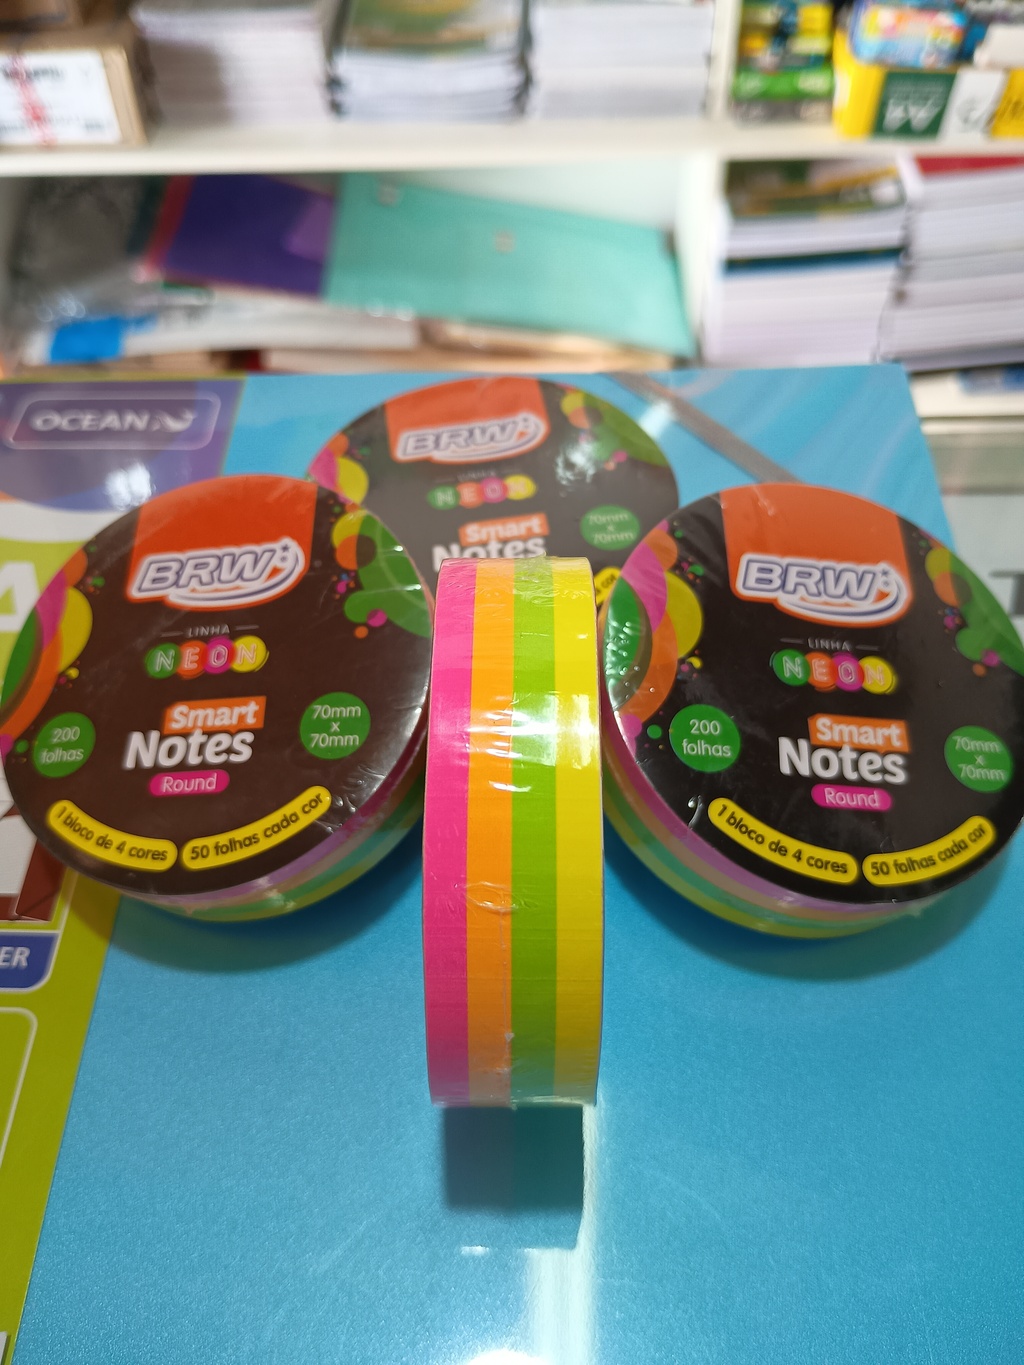 A4
OCEAN
BRW
LINHA
NEON
Smart
Notes
70mm
x
70mm
cor
BRW
LINHA
NEON
Smart
Notes
Round
200
folhas
70mm
x
70mm
1 bloco de 4 cores
50 folhas cada cor
BRW
LINHA
NEON
Smart
Notes
Round
200
folhas
70mm
x
70mm
1 bloco de 4 cores
50 folhas cada cor
A
ER